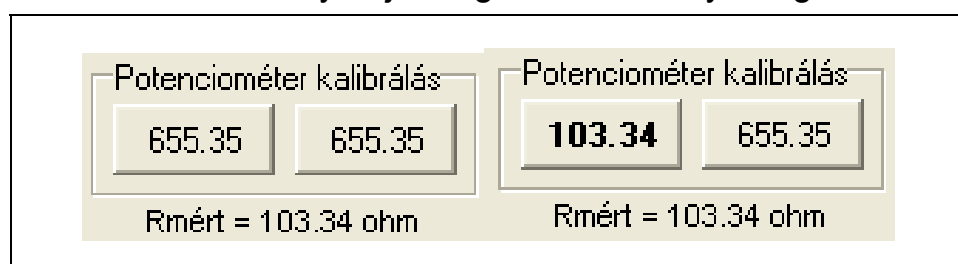 Potenciométer kalibrálás
655.35 655.35
Rmért = 103.34 ohm
Potenciométer kalibrálás
103.34 655.35
Rmért = 103.34 ohm